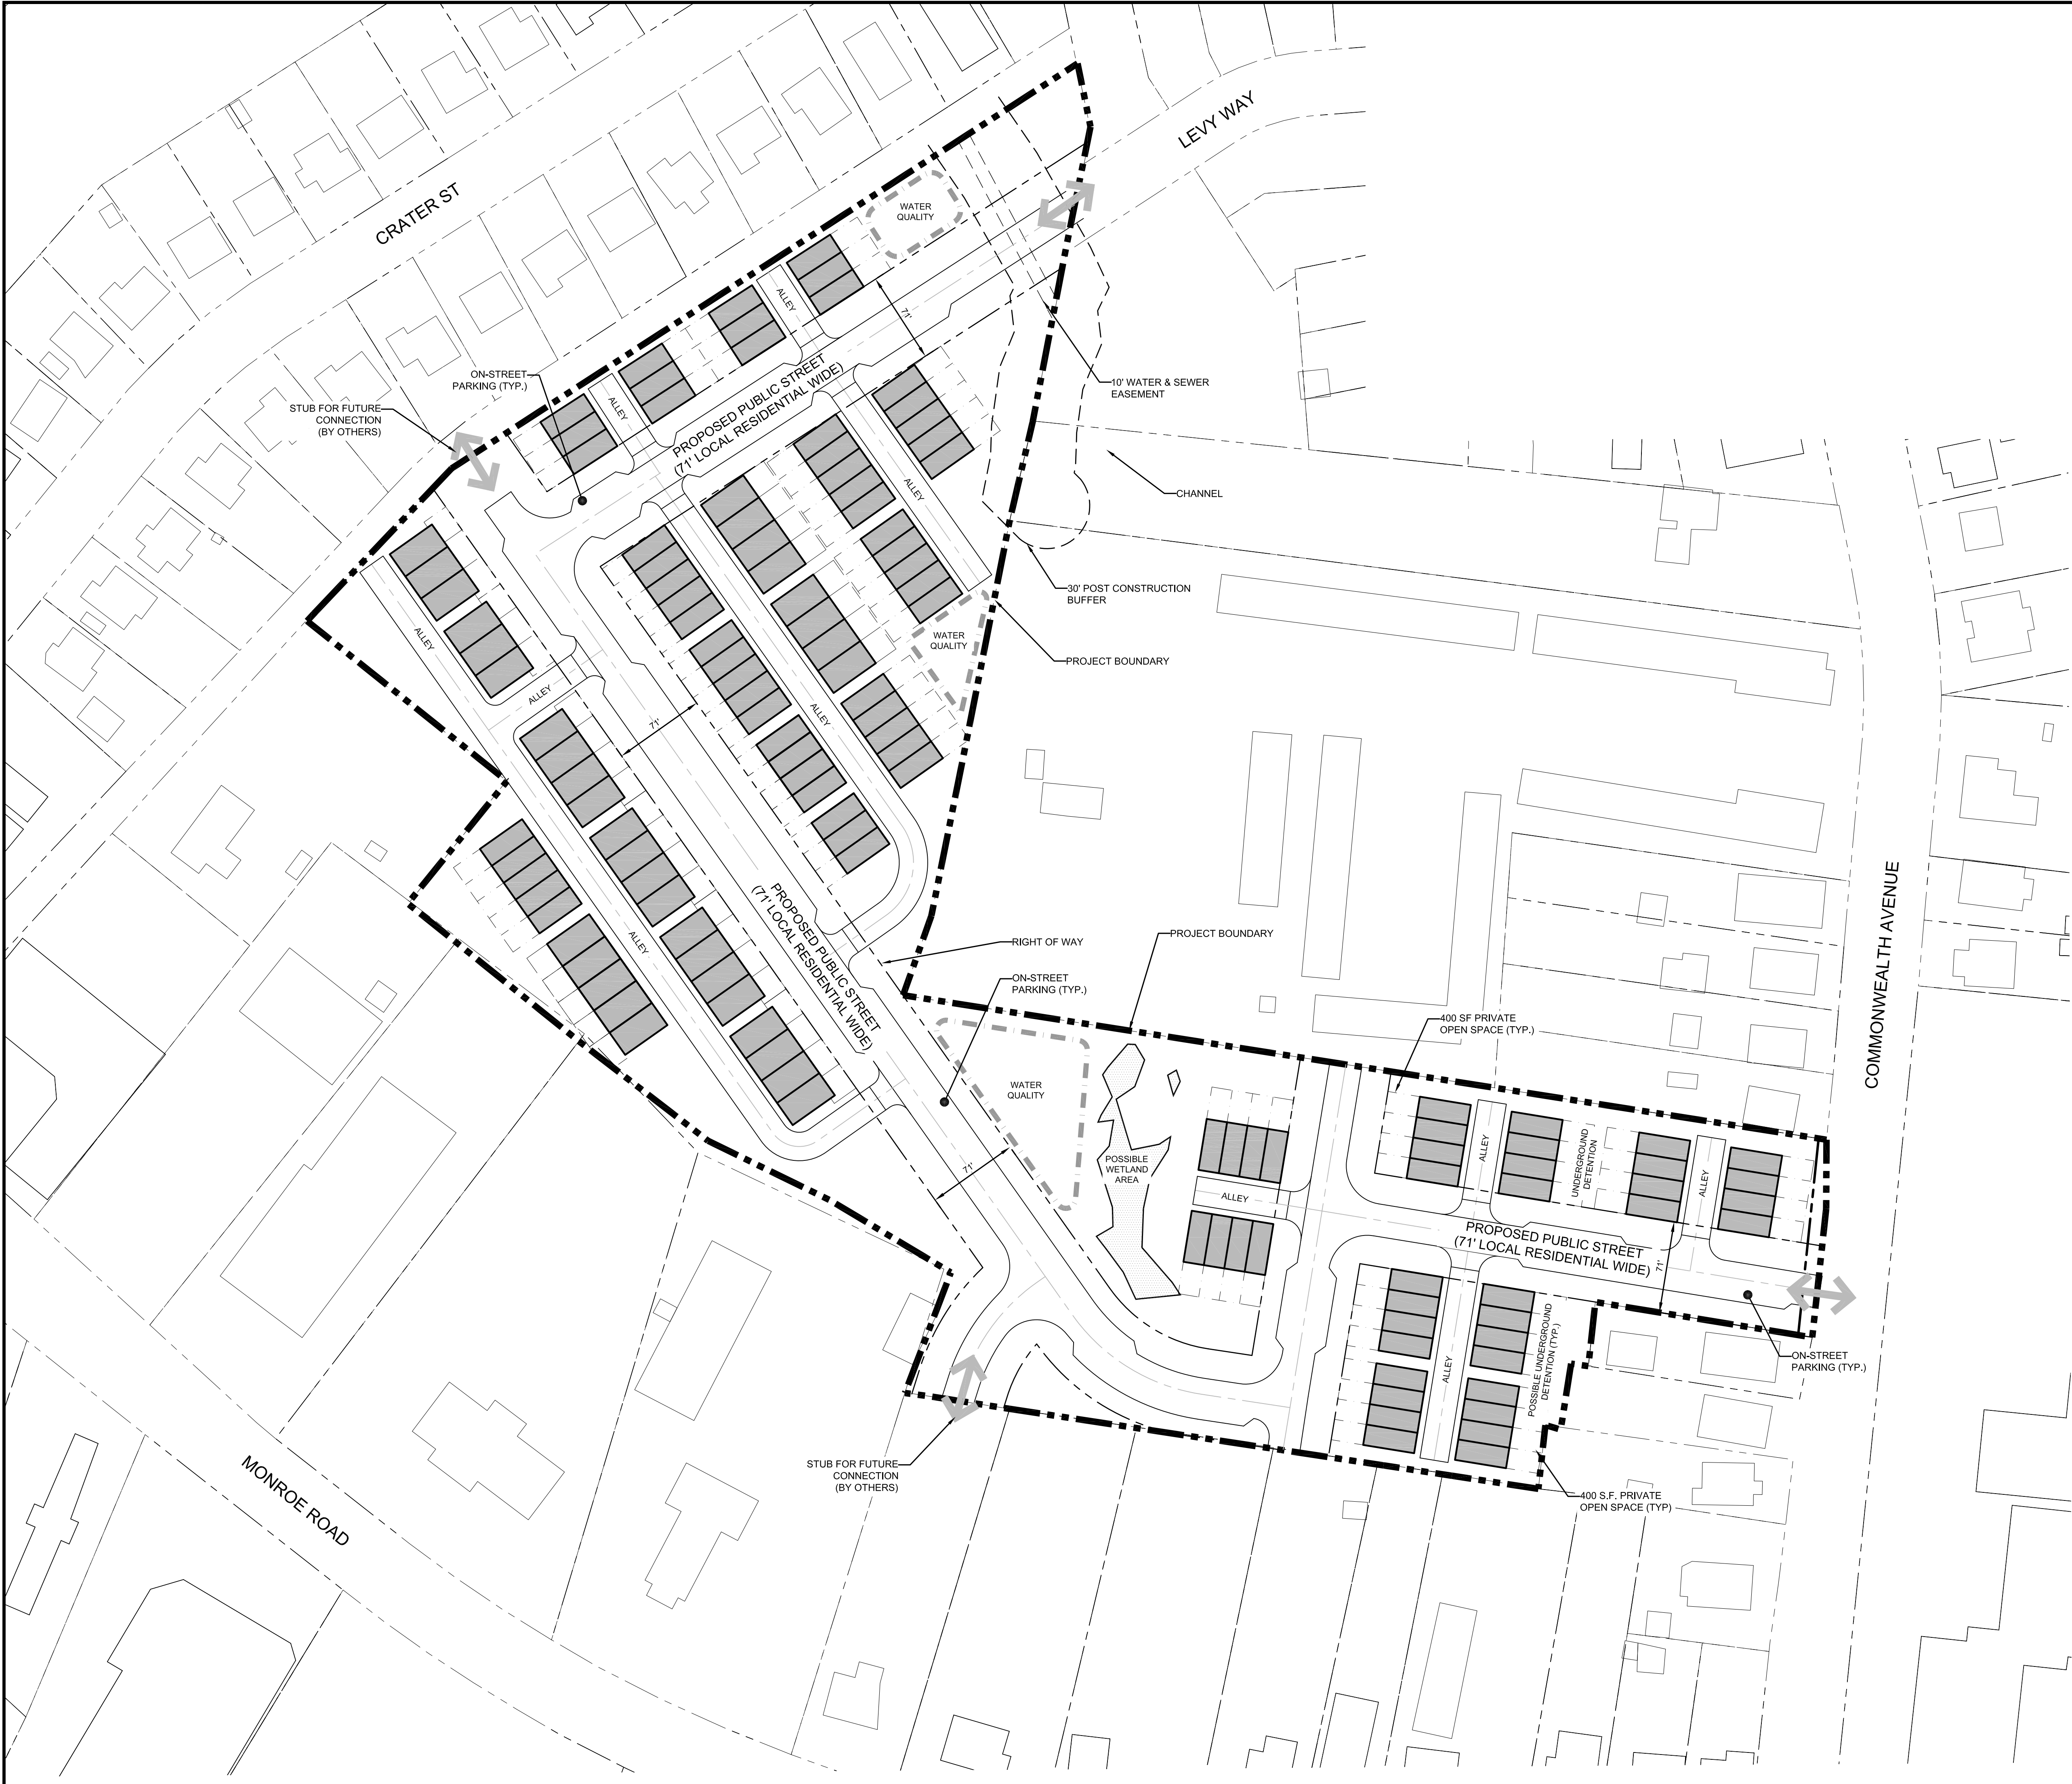 LEVY WAY
CRATER ST
WATER
QUALITY
ALLEY
71'
ON-STREET
PARKING (TYP.)
STUB FOR FUTURE
CONNECTION
(BY OTHERS)
ALLEY
PROPOSED PUBLIC STREET
(71' LOCAL RESIDENTIAL WIDE)
10' WATER & SEWER
EASEMENT
CHANNEL
ALLEY
30' POST CONSTRUCTION
BUFFER
WATER
QUALITY
PROJECT BOUNDARY
ALLEY
ALLEY
71'
ALLEY
PROPOSED PUBLIC STREET
(71' LOCAL RESIDENTIAL WIDE)
ALLEY
RIGHT OF WAY
PROJECT BOUNDARY
ON-STREET
PARKING (TYP.)
COMMONWEALTH AVENUE
400 SF PRIVATE
OPEN SPACE (TYP.)
WATER
QUALITY
POSSIBLE
WETLAND
AREA
71'
ALLEY
ALLEY
UNDERGROUND
DETENTION
ALLEY
PROPOSED PUBLIC STREET
(71' LOCAL RESIDENTIAL WIDE)
71'
ALLEY
POSSIBLE UNDERGROUND
DETENTION (TYP.)
ON-STREET
PARKING (TYP.)
STUB FOR FUTURE
CONNECTION
(BY OTHERS)
400 S.F. PRIVATE
OPEN SPACE (TYP)
MONROE ROAD